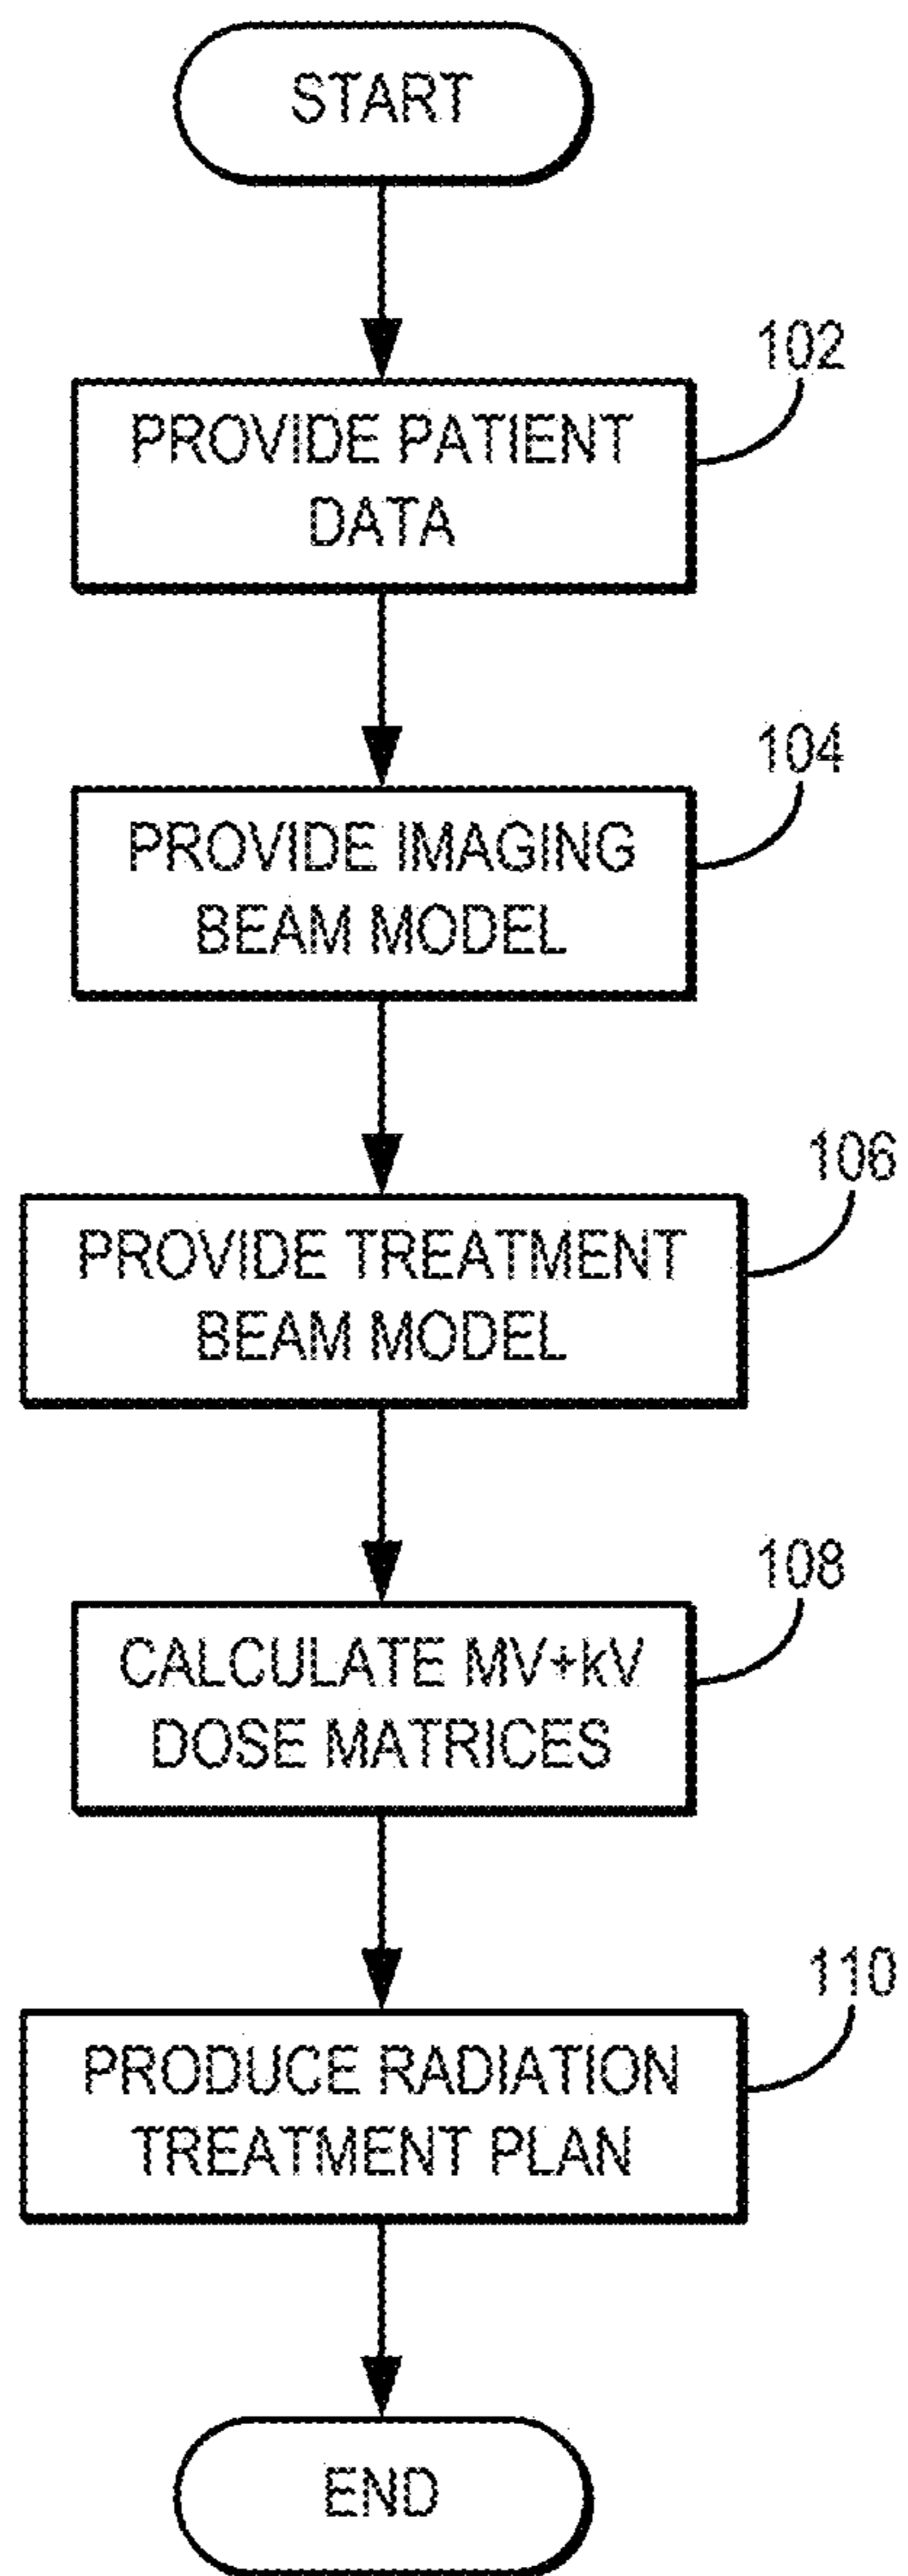 START
102
PROVIDE PATIENT
DATA
104
PROVIDE IMAGING
BEAM MODEL
106
PROVIDE TREATMENT
BEAM MODEL
108
CALCULATE MV+kV
DOSE MATRICES
110
PRODUCE RADIATION
TREATMENT PLAN
END